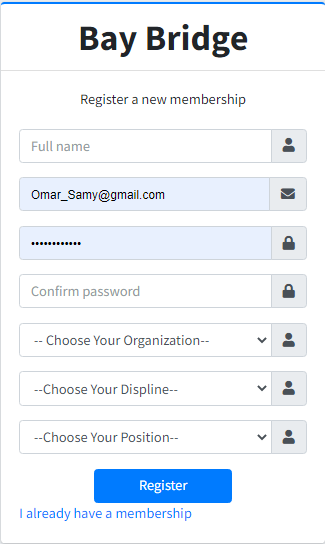 Bay Bridge
Register a new membership
Full name
Omar_Samy@gmail.com
••••••••••••
Confirm password
-- Choose Your Organization--
--Choose Your Displine--
--Choose Your Position--
Register
I already have a membership